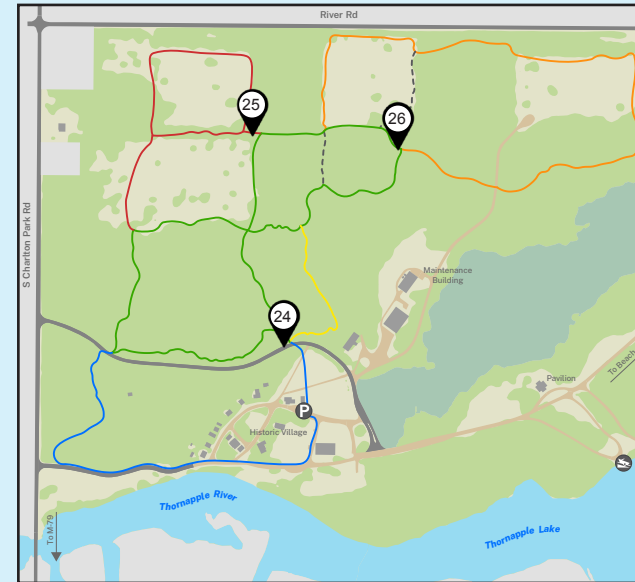 River Rd
25
26
S Charlton Park Rd
Maintenance
Building
24
To Beach
Pavilion
P
Historic Village
Thornapple River
Thornapple Lake
To M-79